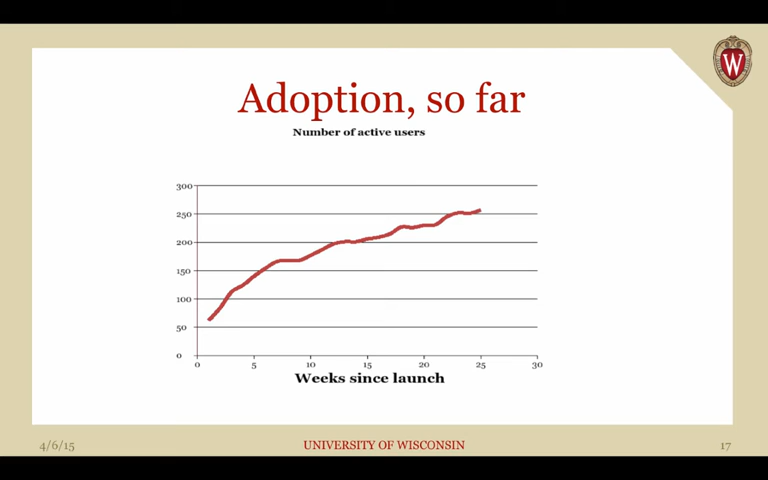 W
Adoption, so far
Number of active users
300
250
200
150
100
50
0
0 5 10 15 20 25 30
Weeks since launch
4/6/15 UNIVERSITY OF WISCONSIN 17